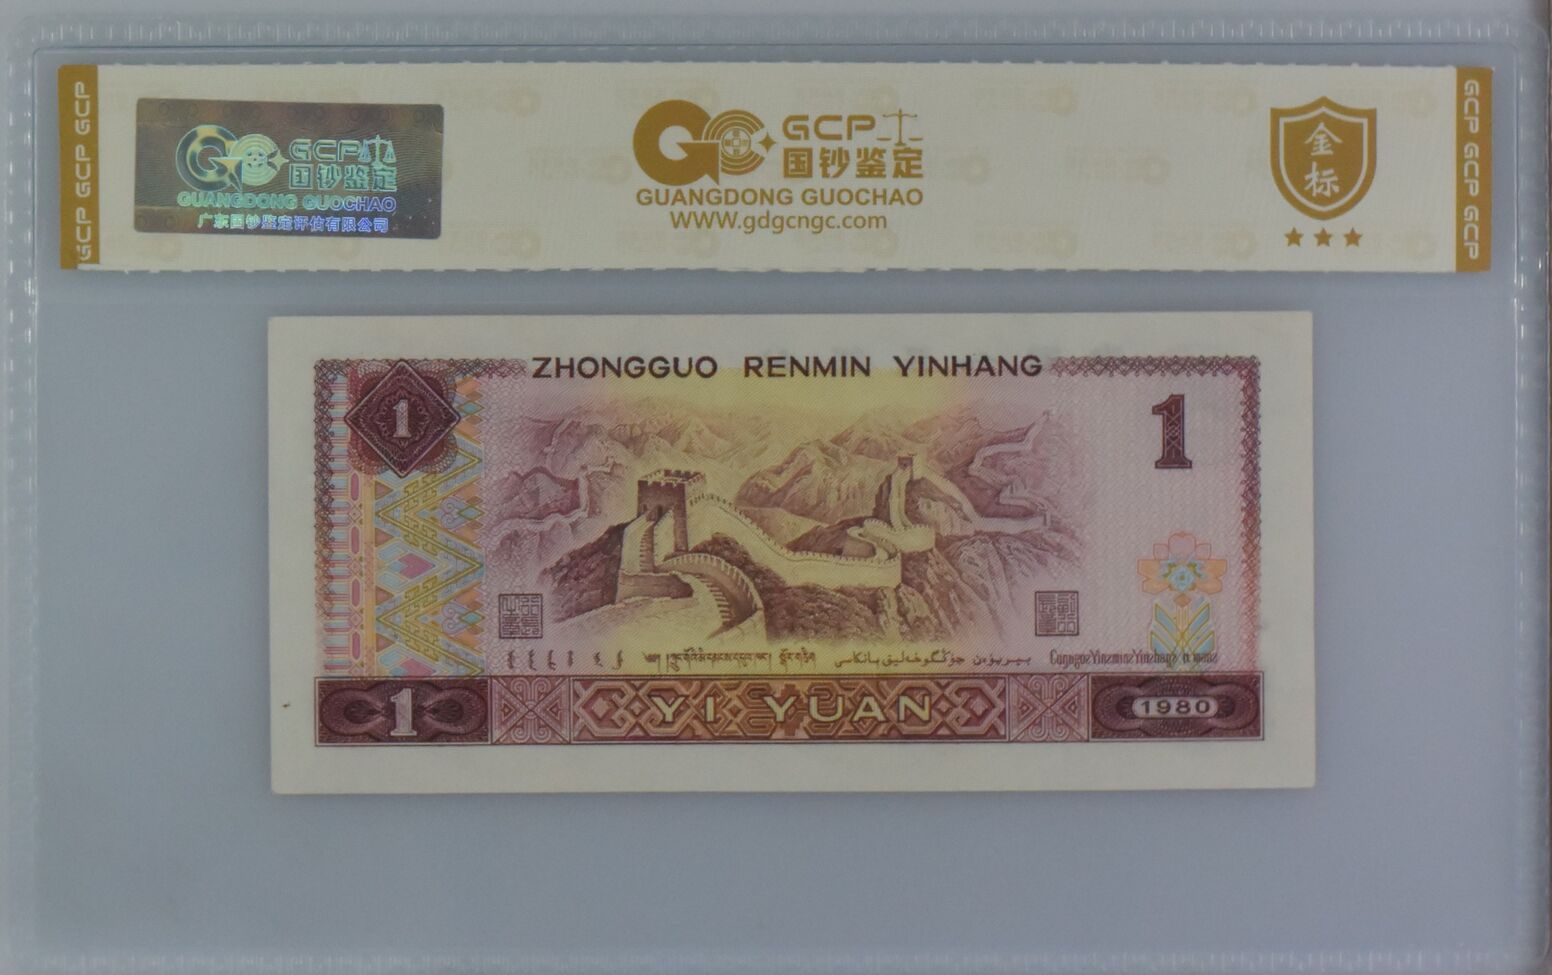 GCP GCP GCP
GCP
国钞鉴定
GUANGDONG GUOCHAO
广东国钞鉴定评估有限公司
GCP
国钞鉴定
GUANGDONG GUOCHAO
WWW.gdgcngc.com
金
标
GCP GCP GCP
ZHONGGUO RENMIN YINHANG
1
1
1
YI YUAN
1980